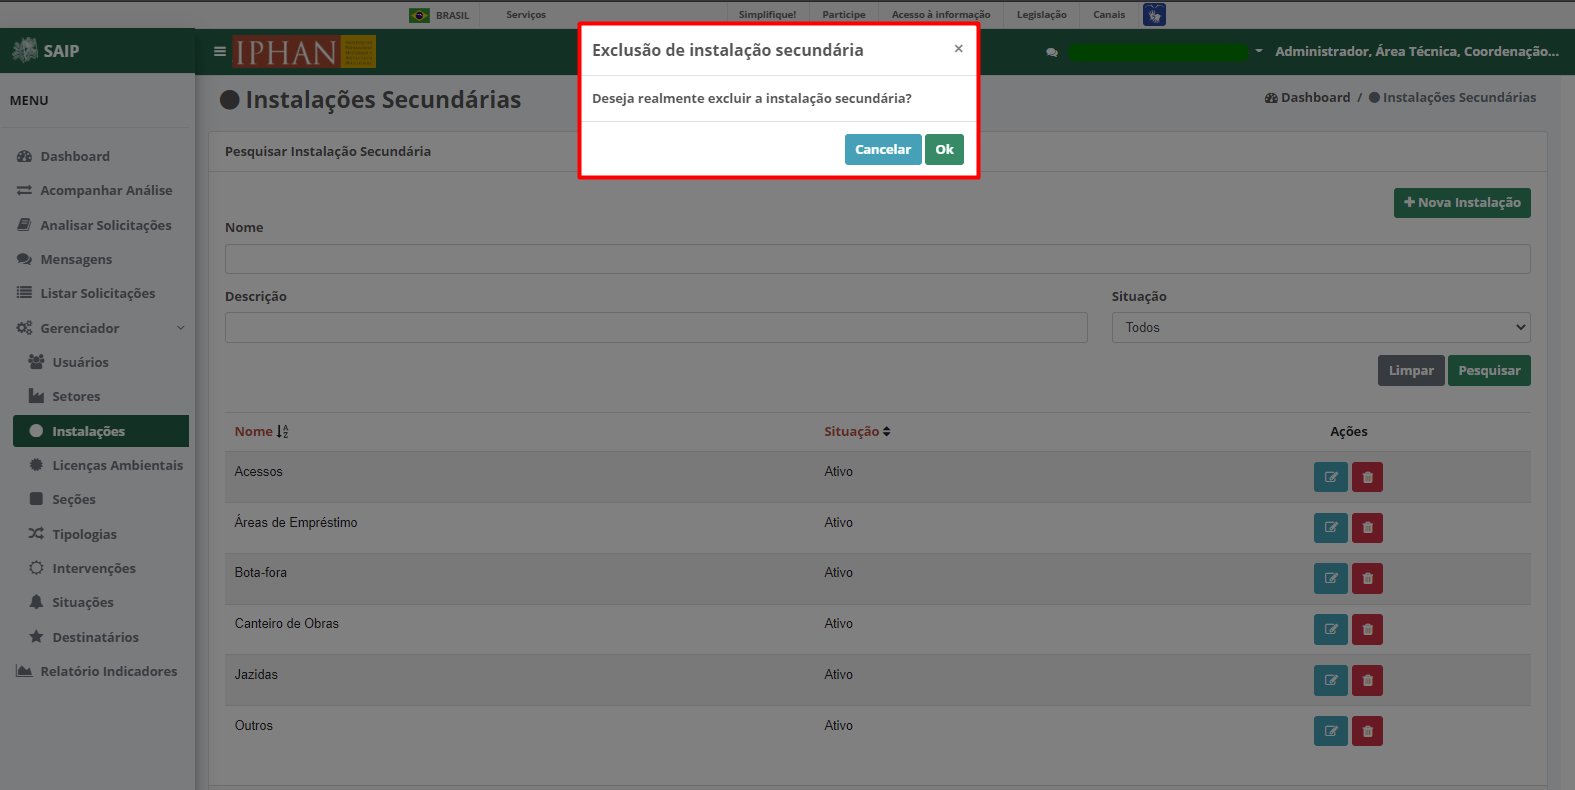 BRASIL Serviços Simplifique! Participe Acesso à informação Legislação Canais
SAIP
IPHAN
Administrador, Área Técnica, Coordenação...
Exclusão de instalação secundária ×
Deseja realmente excluir a instalação secundária?
Cancelar Ok
MENU
Dashboard
Acompanhar Análise
Analisar Solicitações
Mensagens
Listar Solicitações
Gerenciador
Usuários
Setores
Instalações
Licenças Ambientais
Seções
Tipologias
Intervenções
Situações
Destinatários
Relatório Indicadores
Instalações Secundárias
Dashboard / Instalações Secundárias
Pesquisar Instalação Secundária
Nova Instalação
Nome
Descrição Situação
Todos
Limpar Pesquisar
Nome Situação Ações
Acessos Ativo
Áreas de Empréstimo Ativo
Bota-fora Ativo
Canteiro de Obras Ativo
Jazidas Ativo
Outros Ativo